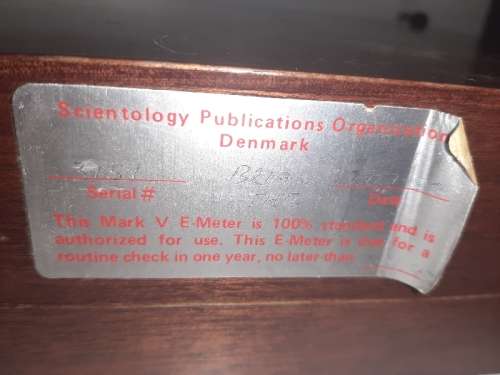 Scientology Publications Organization
Denmark
Serial # Date
This Mark V E-Meter is 100% standard and is
authorized for use. This E-Meter is due for a
routine check in one year, no later than